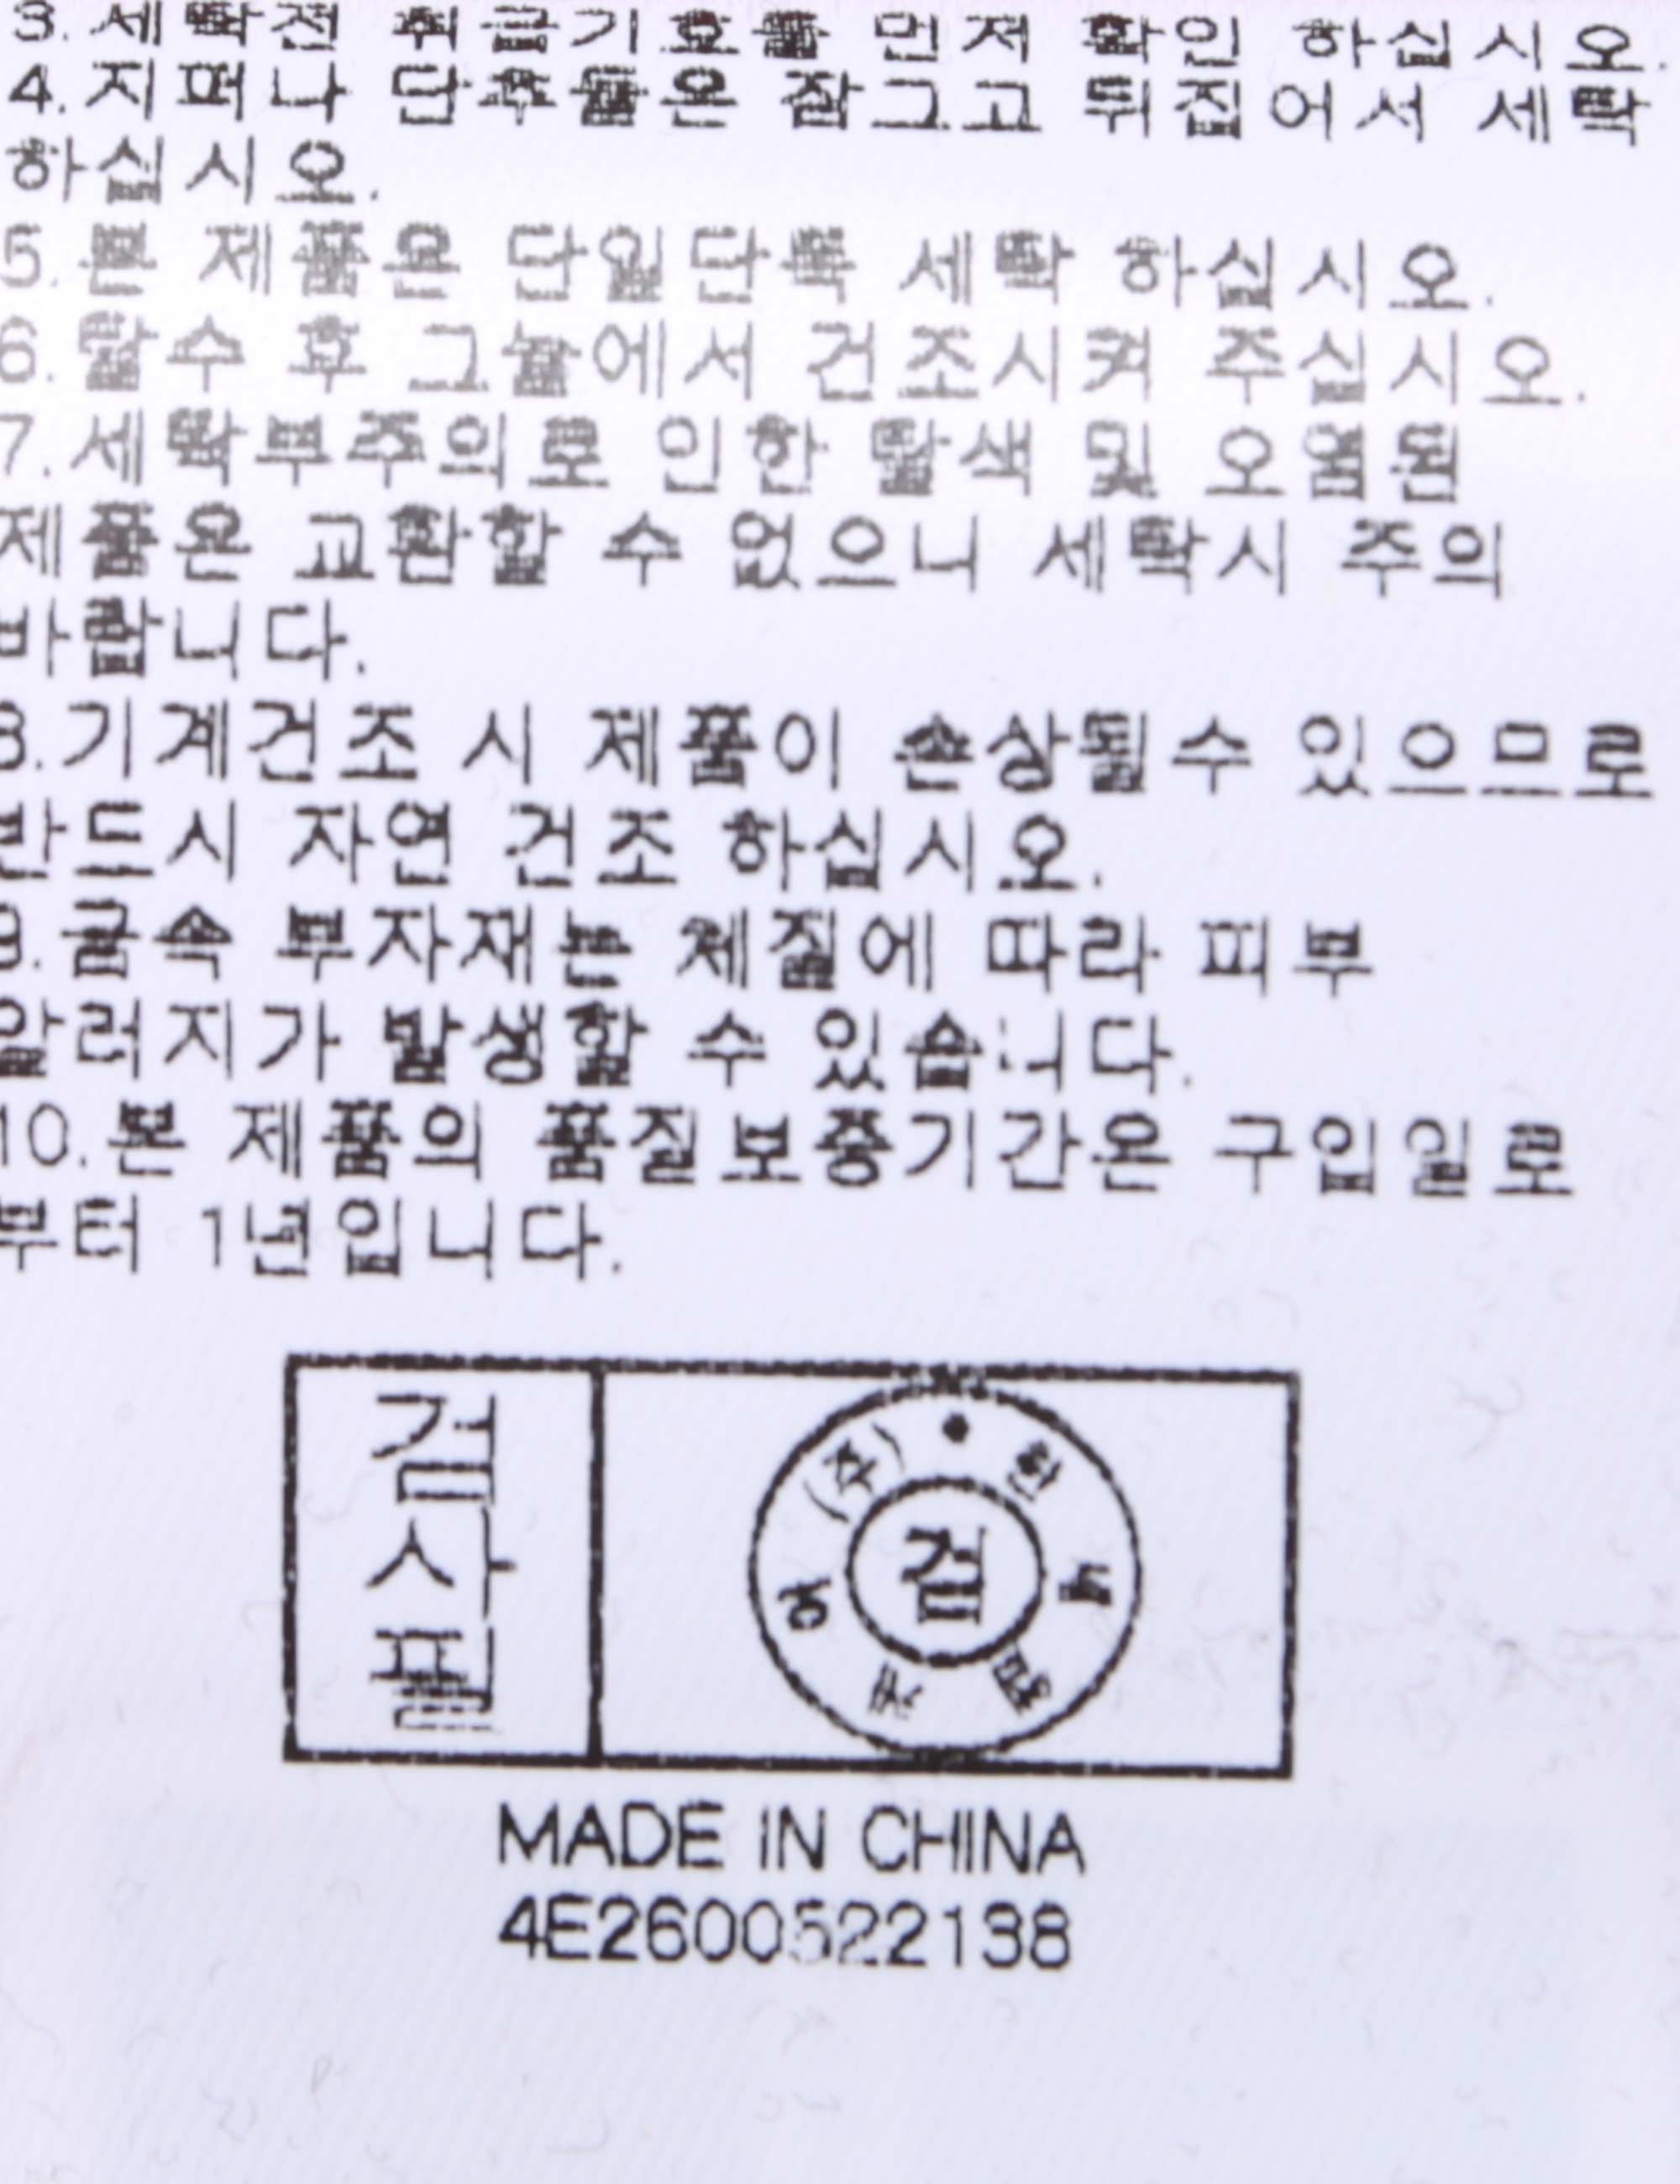 3.세탁전 취급기호를 먼저 확인 하십시오.
4.지퍼나 단추들은 잠그고 뒤집어서 세탁
하십시오.
5.본 제품은 단일단독 세탁 하십시오.
6.탈수 후 그늘에서 건조시켜 주십시오.
7.세탁부주의로 인한 탈색 및 오염된
제품은 교환할 수 없으니 세탁시 주의
바랍니다.
8.기계건조 시 제품이 손상될수 있으므로
반드시 자연 건조 하십시오.
9.금속 부자재는 체질에 따라 피부
알러지가 발생할 수 있습니다.
10.본 제품의 품질보증기간은 구입일로
부터 1년입니다.
검사필
검
(주)
MADE IN CHINA
4E2600522138